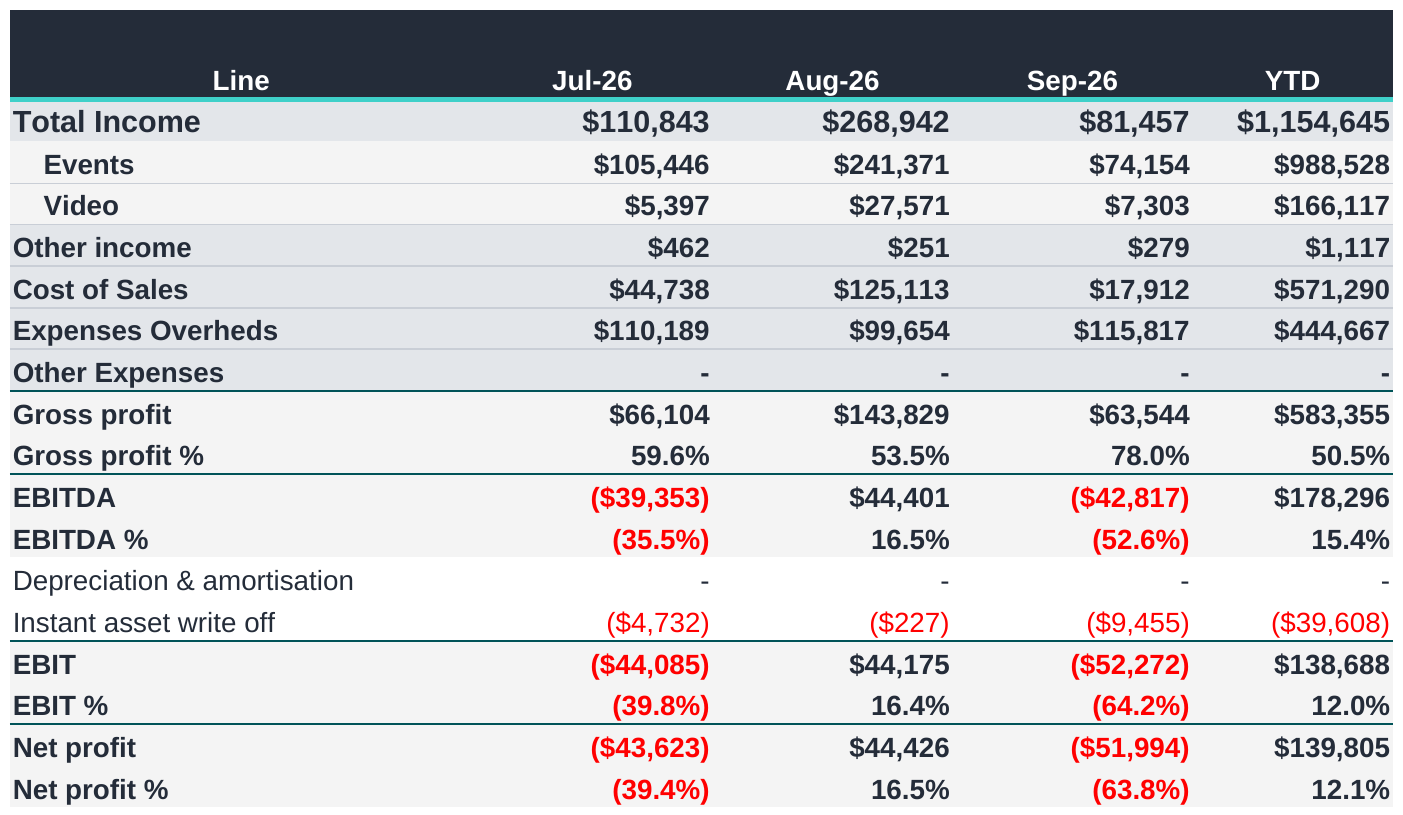 Line Jul-26 Aug-26 Sep-26 YTD
Total Income $110,843 $268,942 $81,457 $1,154,645
Events $105,446 $241,371 $74,154 $988,528
Video $5,397 $27,571 $7,303 $166,117
Other income $462 $251 $279 $1,117
Cost of Sales $44,738 $125,113 $17,912 $571,290
Expenses Overheds $110,189 $99,654 $115,817 $444,667
Other Expenses - - - -
Gross profit $66,104 $143,829 $63,544 $583,355
Gross profit % 59.6% 53.5% 78.0% 50.5%
EBITDA ($39,353) $44,401 ($42,817) $178,296
EBITDA % (35.5%) 16.5% (52.6%) 15.4%
Depreciation & amortisation - - - -
Instant asset write off ($4,732) ($227) ($9,455) ($39,608)
EBIT ($44,085) $44,175 ($52,272) $138,688
EBIT % (39.8%) 16.4% (64.2%) 12.0%
Net profit ($43,623) $44,426 ($51,994) $139,805
Net profit % (39.4%) 16.5% (63.8%) 12.1%